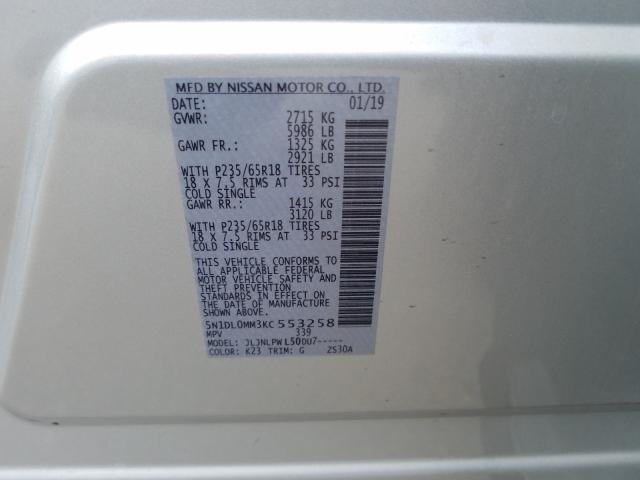 MFD BY NISSAN MOTOR CO., LTD.
DATE: 01/19
GVWR: 2715 KG
5986 LB
GAWR FR.: 1325 KG
2921 LB
WITH P235/65R18 TIRES
18 X 7.5 RIMS AT 33 PSI
COLD SINGLE
GAWR RR.: 1415 KG
3120 LB
WITH P235/65R18 TIRES
18 X 7.5 RIMS AT 33 PSI
COLD SINGLE
THIS VEHICLE CONFORMS TO
ALL APPLICABLE FEDERAL
MOTOR VEHICLE SAFETY AND
THEFT PREVENTION
STANDARDS IN EFFECT ON
THE DATE OF MANUFACTURE
SHOWN ABOVE.
5N1DL0MM3KC553258
MPV 339
MODEL: JLJNLPWL50DU7-----
COLOR: K23 TRIM: G ZS30A